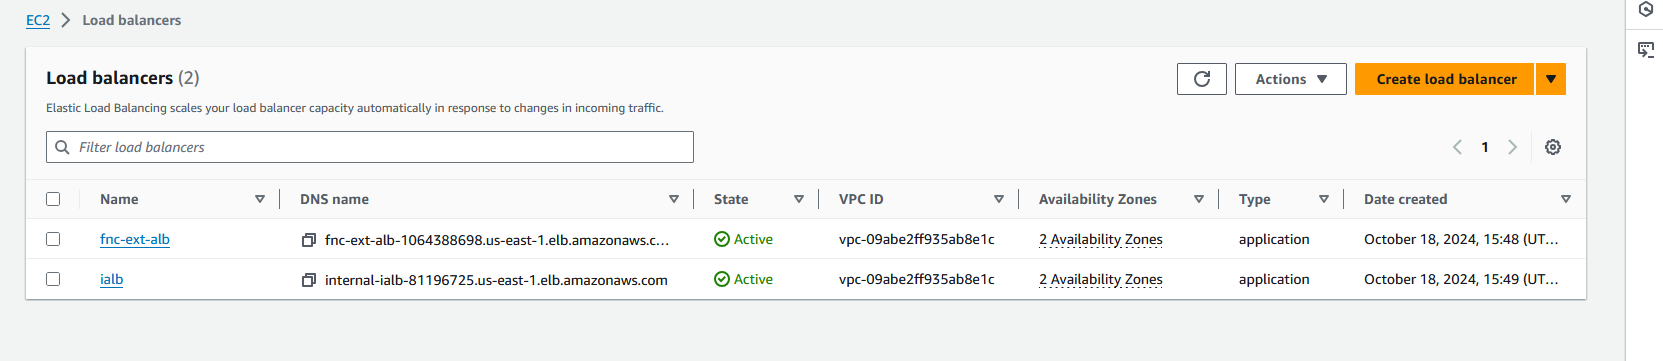 EC2 > Load balancers
Load balancers (2)
Actions
Create load balancer
Elastic Load Balancing scales your load balancer capacity automatically in response to changes in incoming traffic.
Filter load balancers
1
Name DNS name State VPC ID Availability Zones Type Date created
fnc-ext-alb fnc-ext-alb-1064388698.us-east-1.elb.amazonaws.c... Active vpc-09abe2ff935ab8e1c 2 Availability Zones application October 18, 2024, 15:48 (UT...
ialb internal-ialb-81196725.us-east-1.elb.amazonaws.com Active vpc-09abe2ff935ab8e1c 2 Availability Zones application October 18, 2024, 15:49 (UT...